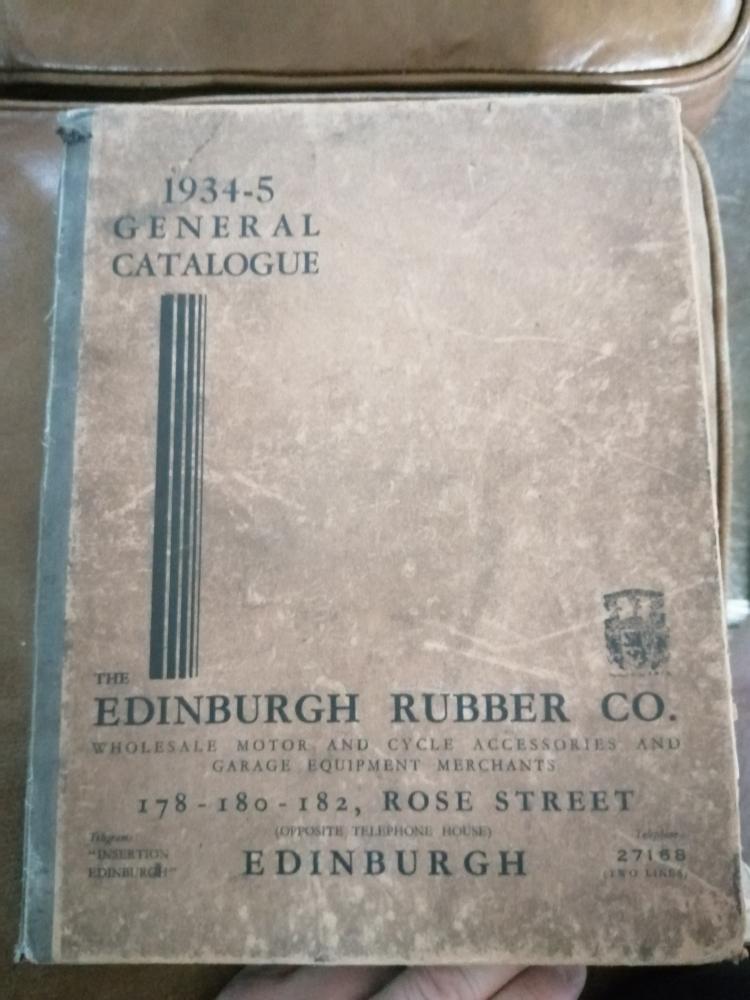 1934-5
GENERAL
CATALOGUE
THE
EDINBURGH RUBBER CO.
WHOLESALE MOTOR AND CYCLE ACCESSORIES AND
GARAGE EQUIPMENT MERCHANTS
178-180-182, ROSE STREET
(OPPOSITE TELEPHONE HOUSE)
Telegrams
"INSERTION
EDINBURGH"
EDINBURGH
Telephone
27168
(TWO LINES)